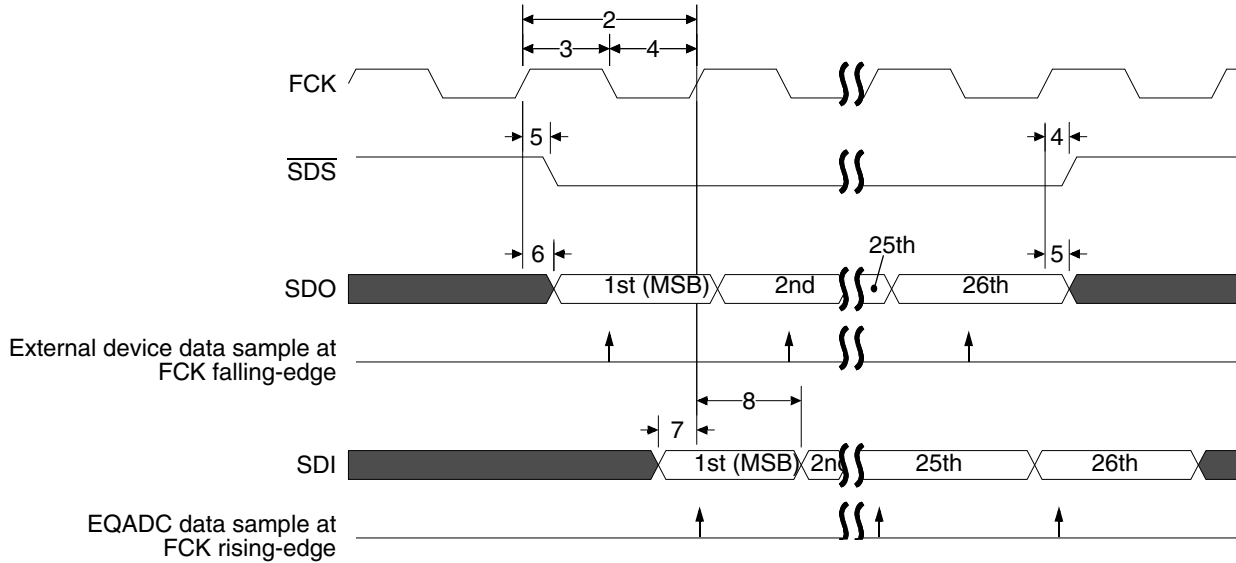 2
3 4
FCK
5 4
SDS
6 25th 5
SDO 1st (MSB) 2nd 26th
External device data sample at
FCK falling-edge
8
7
SDI 1st (MSB) 2nd 25th 26th
EQADC data sample at
FCK rising-edge